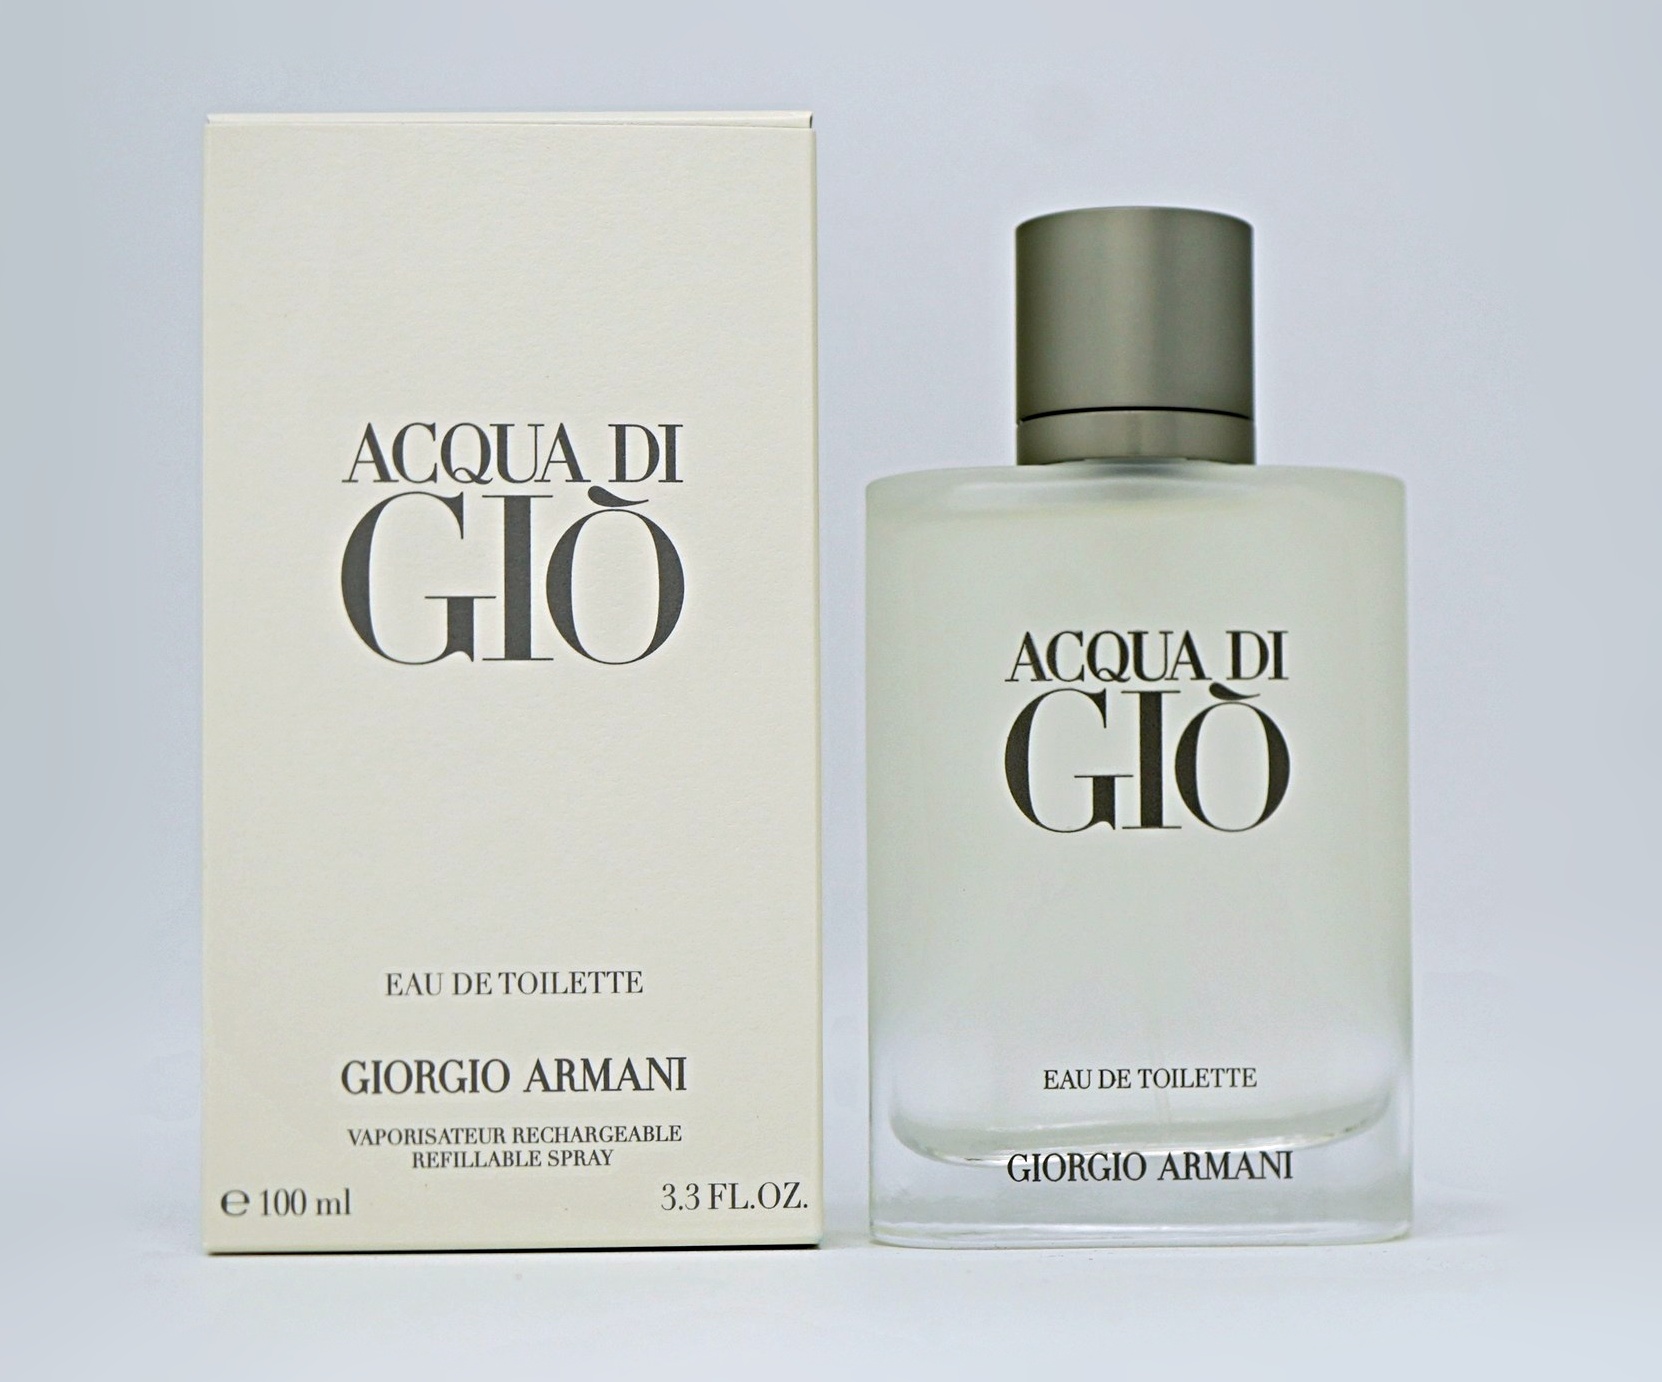 ACQUA DI
GIÒ
EAU DE TOILETTE
GIORGIO ARMANI
VAPORISATEUR RECHARGEABLE
REFILLABLE SPRAY
℮ 100 ml
3.3 FL.OZ.
ACQUA DI
GIÒ
EAU DE TOILETTE
GIORGIO ARMANI